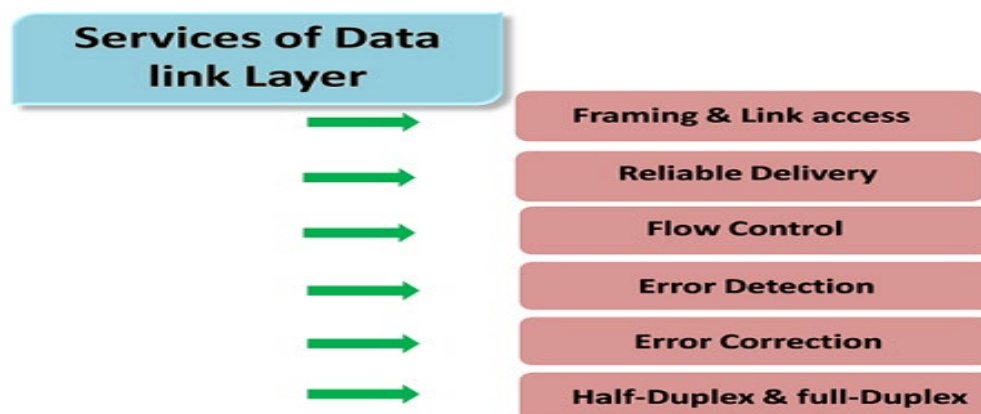 Services of Data
link Layer
Framing & Link access
Reliable Delivery
Flow Control
Error Detection
Error Correction
Half-Duplex & full-Duplex